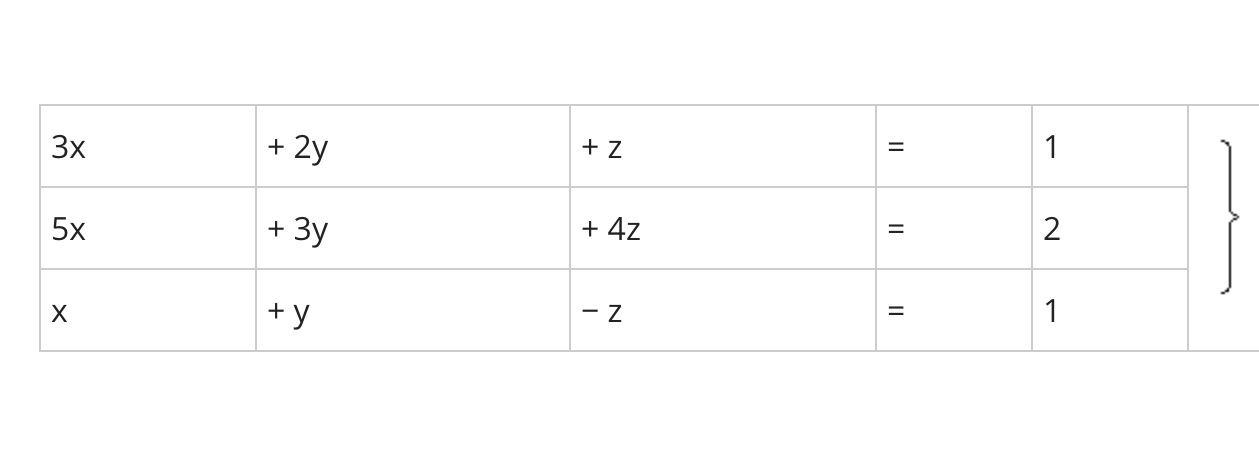 3x + 2y + z = 1
5x + 3y + 4z = 2
x + y − z = 1